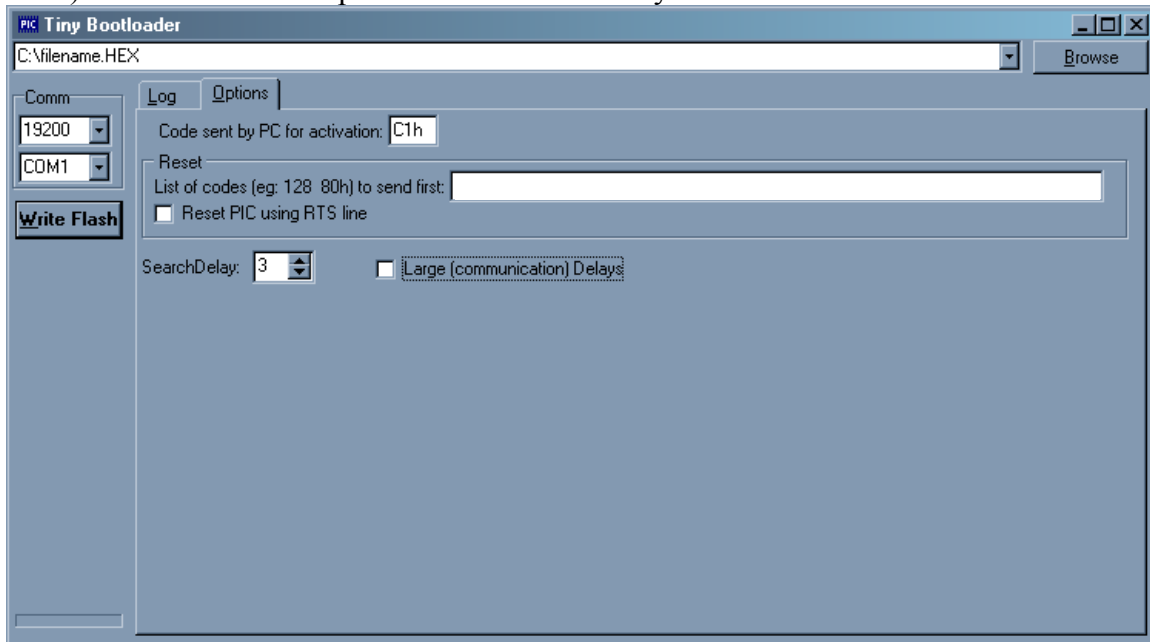 PIC Tiny Bootloader
C:\filename.HEX
Browse
Comm
Log Options
19200
Code sent by PC for activation: C1h
COM1
Reset
List of codes (eg: 128 80h) to send first:
Write Flash
Reset PIC using RTS line
SearchDelay: 3
Large (communication) Delays